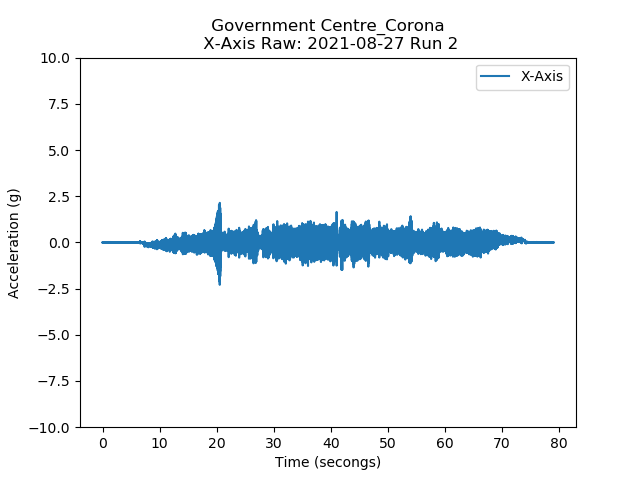 Government Centre_Corona
X-Axis Raw: 2021-08-27 Run 2
X-Axis
10.0
7.5
5.0
2.5
0.0
−2.5
−5.0
−7.5
−10.0
Acceleration (g)
0 10 20 30 40 50 60 70 80
Time (secongs)